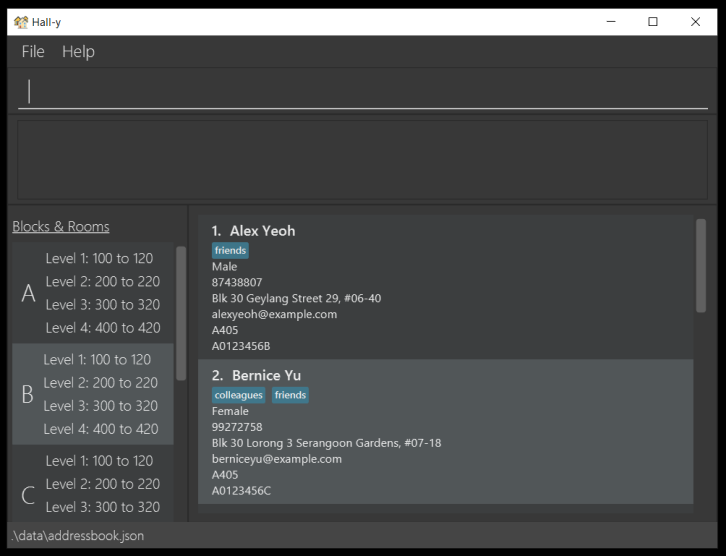 Hall-y
File Help
Blocks & Rooms
A
Level 1: 100 to 120
Level 2: 200 to 220
Level 3: 300 to 320
Level 4: 400 to 420
B
Level 1: 100 to 120
Level 2: 200 to 220
Level 3: 300 to 320
Level 4: 400 to 420
C
Level 1: 100 to 120
Level 2: 200 to 220
Level 3: 300 to 320
1. Alex Yeoh
friends
Male
87438807
Blk 30 Geylang Street 29, #06-40
alexyeoh@example.com
A405
A0123456B
2. Bernice Yu
colleagues friends
Female
99272758
Blk 30 Lorong 3 Serangoon Gardens, #07-18
berniceyu@example.com
A405
A0123456C
.\data\addressbook.json